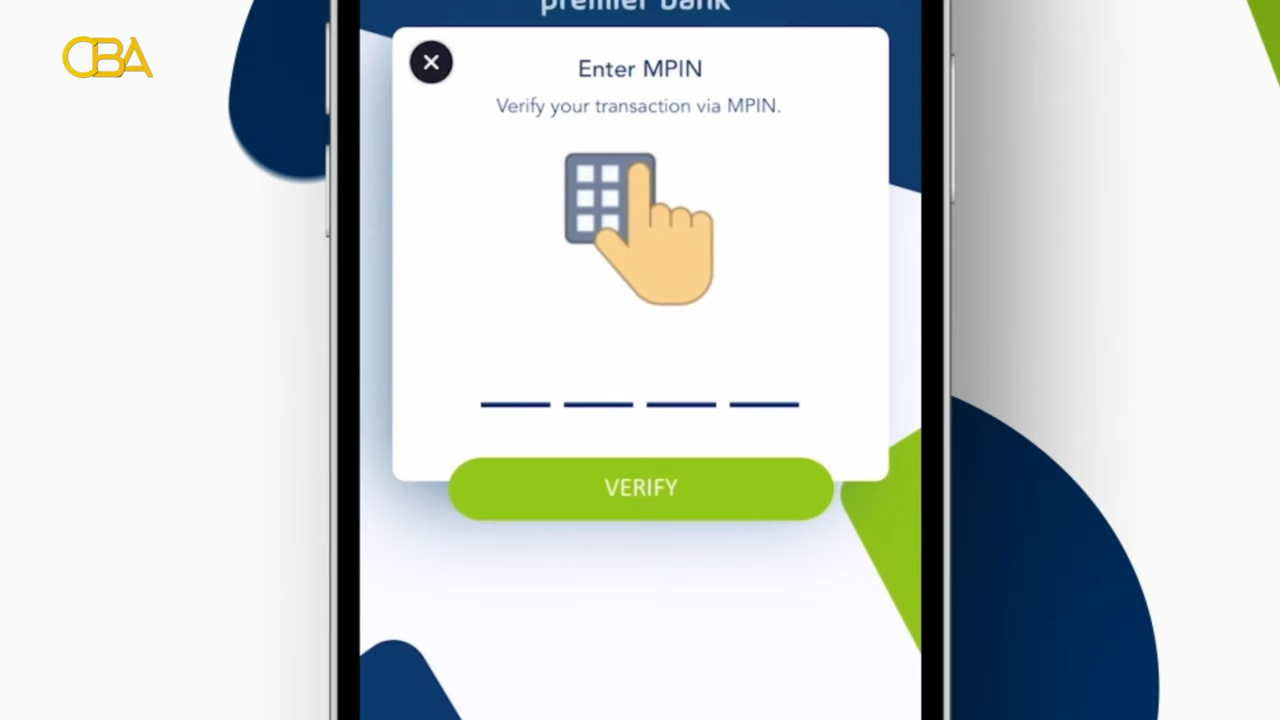 CBA
premier bank
Enter MPIN
Verify your transaction via MPIN.
VERIFY